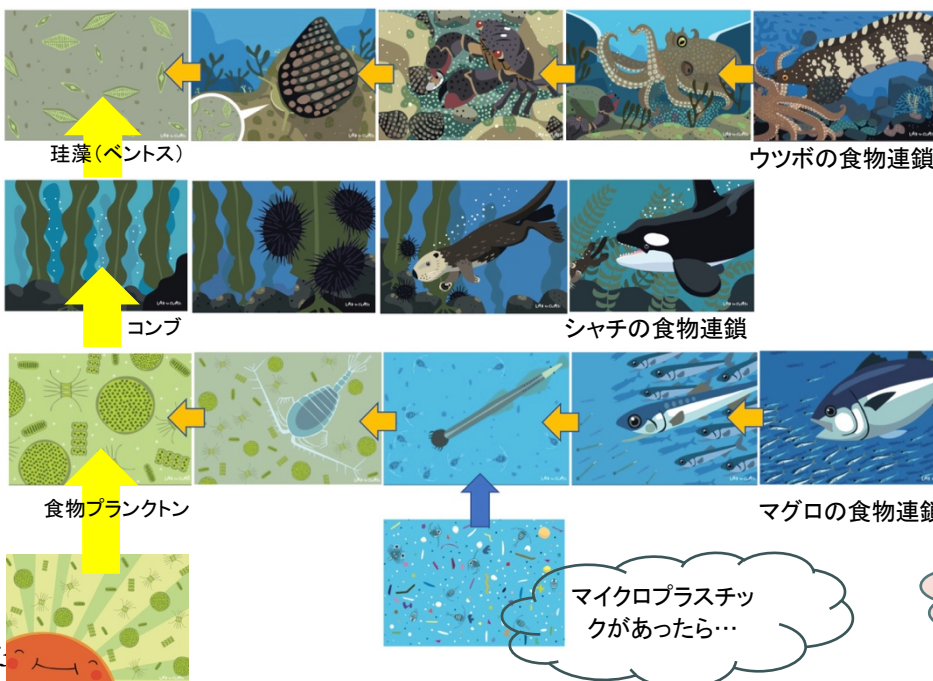 珪藻(ベントス)
ウツボの食物連鎖
コンブ
シャチの食物連鎖
食物プランクトン
マグロの食物連鎖
マイクロプラスチッ
クがあったら…